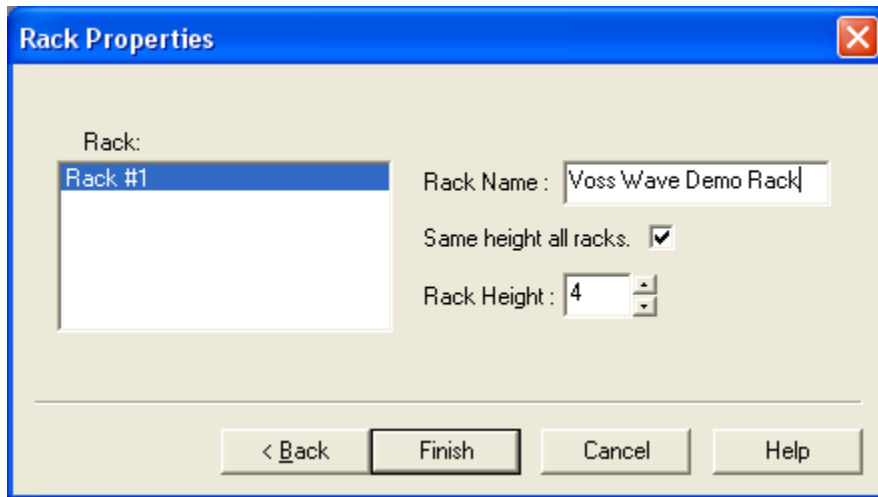 Rack Properties
Rack:
Rack #1
Rack Name : Voss Wave Demo Rack
Same height all racks.
Rack Height : 4
< Back Finish Cancel Help